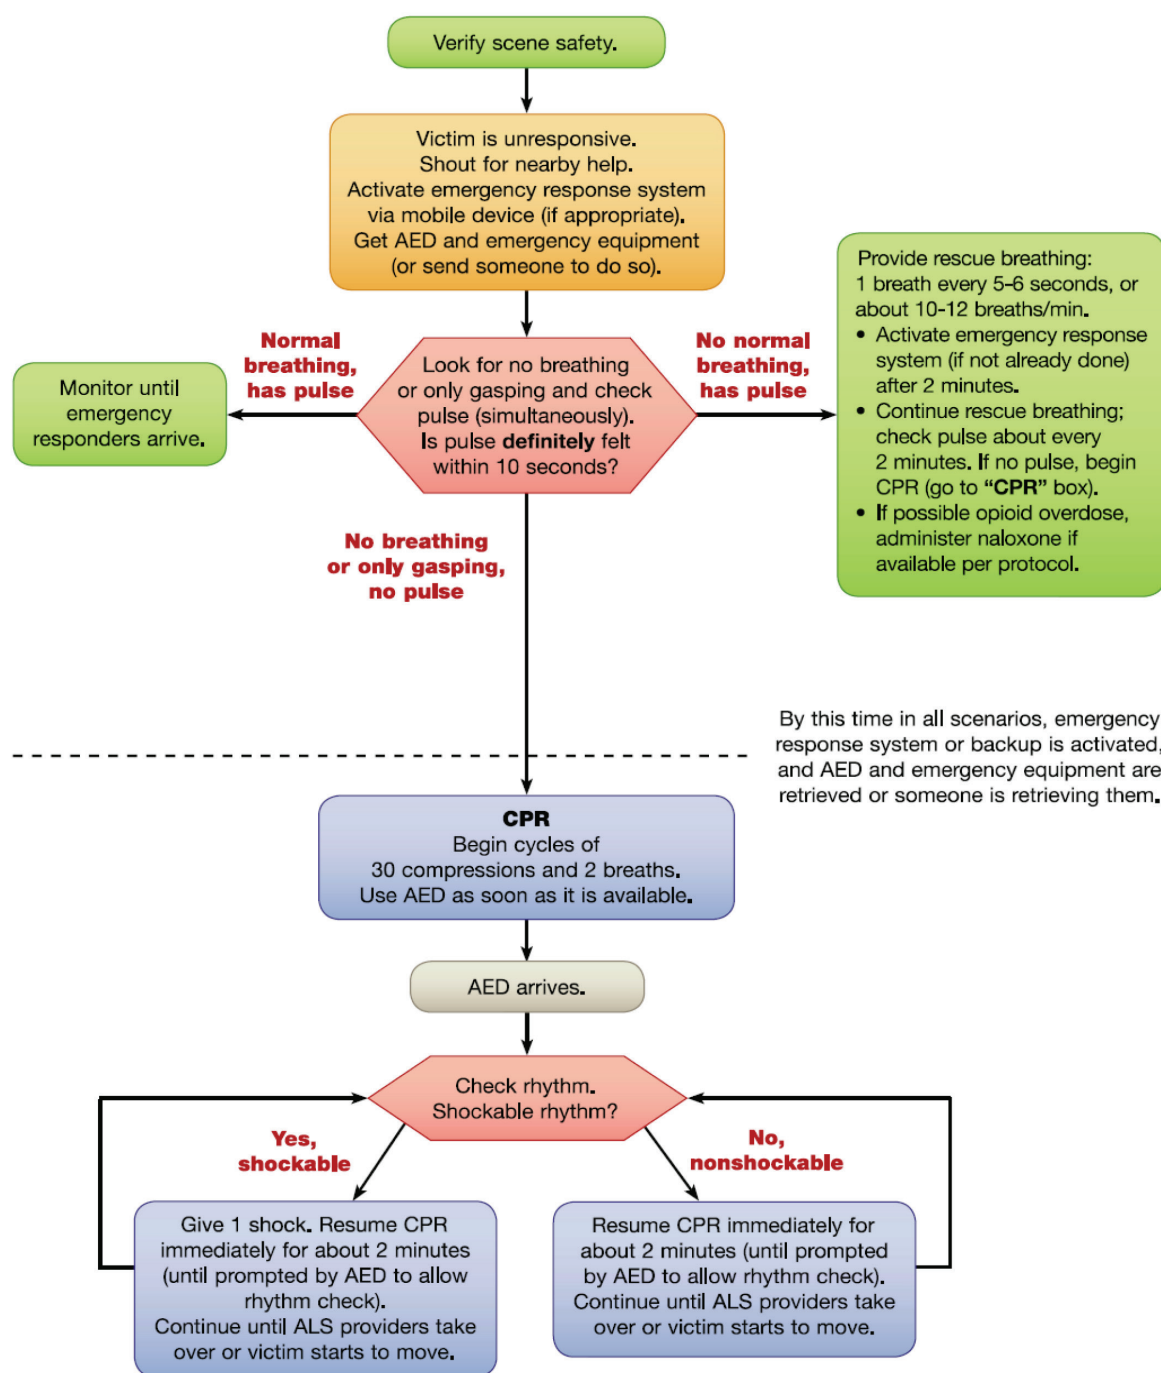 Verify scene safety.
Victim is unresponsive.
Shout for nearby help.
Activate emergency response system
via mobile device (if appropriate).
Get AED and emergency equipment
(or send someone to do so).
Normal
breathing,
has pulse
Monitor until
emergency
responders arrive.
Look for no breathing
or only gasping and check
pulse (simultaneously).
Is pulse definitely felt
within 10 seconds?
No normal
breathing,
has pulse
Provide rescue breathing:
1 breath every 5-6 seconds, or
about 10-12 breaths/min.
• Activate emergency response
system (if not already done)
after 2 minutes.
• Continue rescue breathing;
check pulse about every
2 minutes. If no pulse, begin
CPR (go to “CPR” box).
• If possible opioid overdose,
administer naloxone if
available per protocol.
No breathing
or only gasping,
no pulse
By this time in all scenarios, emergency
response system or backup is activated,
and AED and emergency equipment are
retrieved or someone is retrieving them.
CPR
Begin cycles of
30 compressions and 2 breaths.
Use AED as soon as it is available.
AED arrives.
Check rhythm.
Shockable rhythm?
Yes,
shockable
No,
nonshockable
Give 1 shock. Resume CPR
immediately for about 2 minutes
(until prompted by AED to allow
rhythm check).
Continue until ALS providers take
over or victim starts to move.
Resume CPR immediately for
about 2 minutes (until prompted
by AED to allow rhythm check).
Continue until ALS providers take
over or victim starts to move.